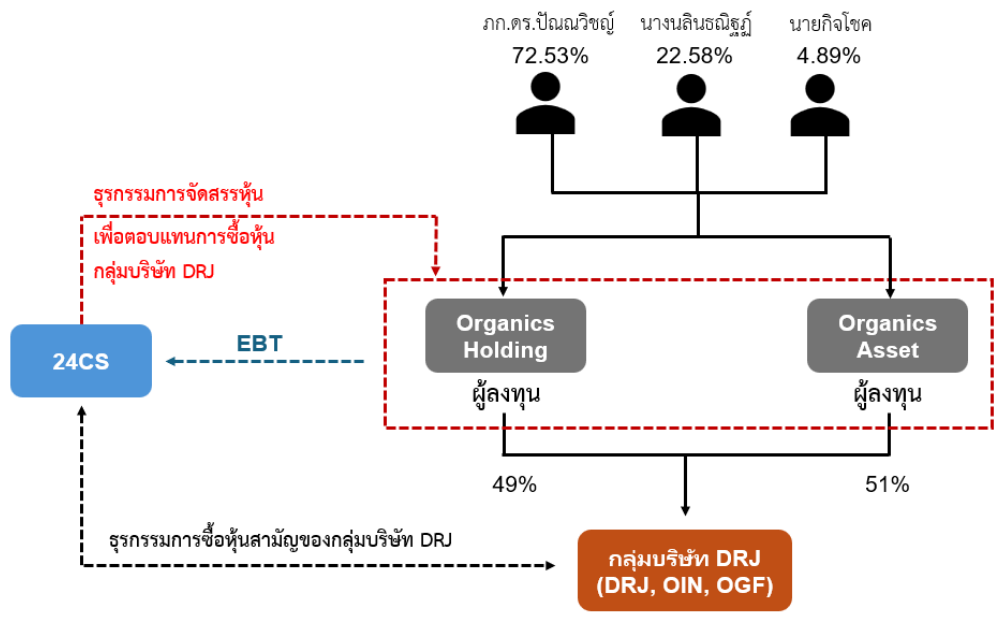 ภก.ดร.ปัณณวิชญ์
72.53%
นางนลินธณิฐฏ์
22.58%
นายกิจโชค
4.89%
ธุรกรรมการจัดสรรหุ้น
เพื่อตอบแทนการซื้อหุ้น
กลุ่มบริษัท DRJ
24CS
EBT
Organics
Holding
ผู้ลงทุน
Organics
Asset
ผู้ลงทุน
49%
51%
ธุรกรรมการซื้อหุ้นสามัญของกลุ่มบริษัท DRJ
กลุ่มบริษัท DRJ
(DRJ, OIN, OGF)